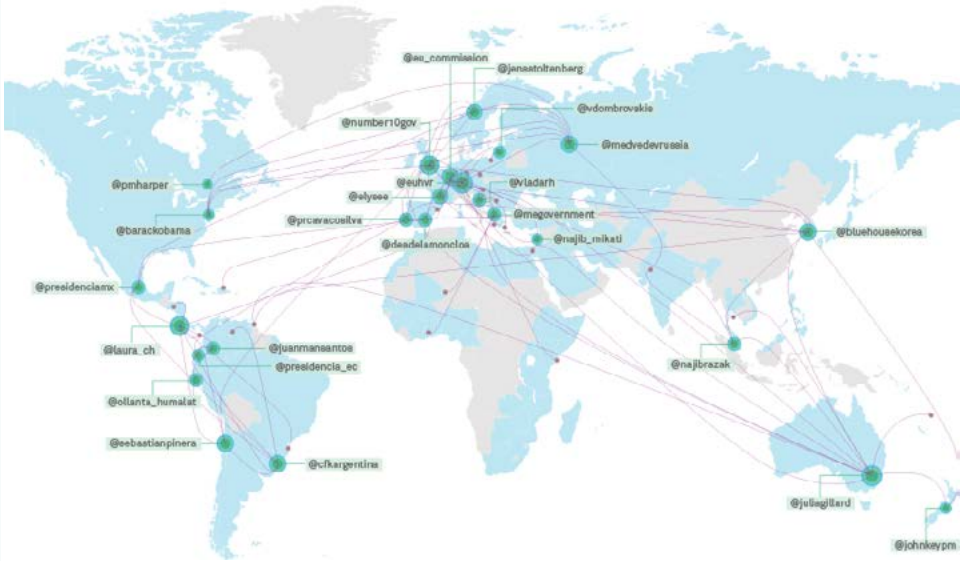 @eu_commission
@jensstoltenberg
@vdombrovskis
@number10gov
@medvedevrussia
@pmharper
@euhvr
@vladarh
@elysee
@prcavacosilva
@megovernment
@barackobama
@bluehousekorea
@desdelamoncloa
@najib_mikati
@presidenciamx
@laura_ch
@juanmansantos
@presidencia_ec
@najibrazak
@ollanta_humalat
@sebastianpinera
@cfkargentina
@juliagillard
@johnkeypm